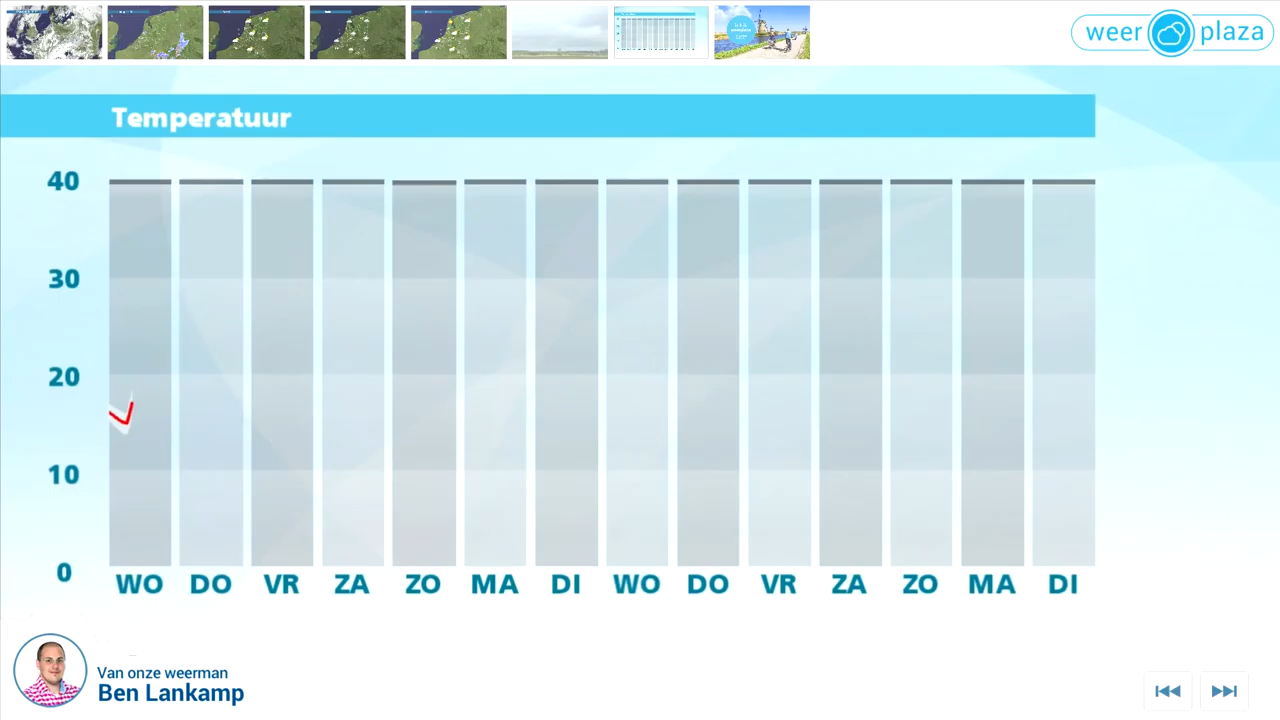 weer plaza
Temperatuur
40
30
20
10
0
WO DO VR ZA ZO MA DI WO DO VR ZA ZO MA DI
Van onze weerman
Ben Lankamp